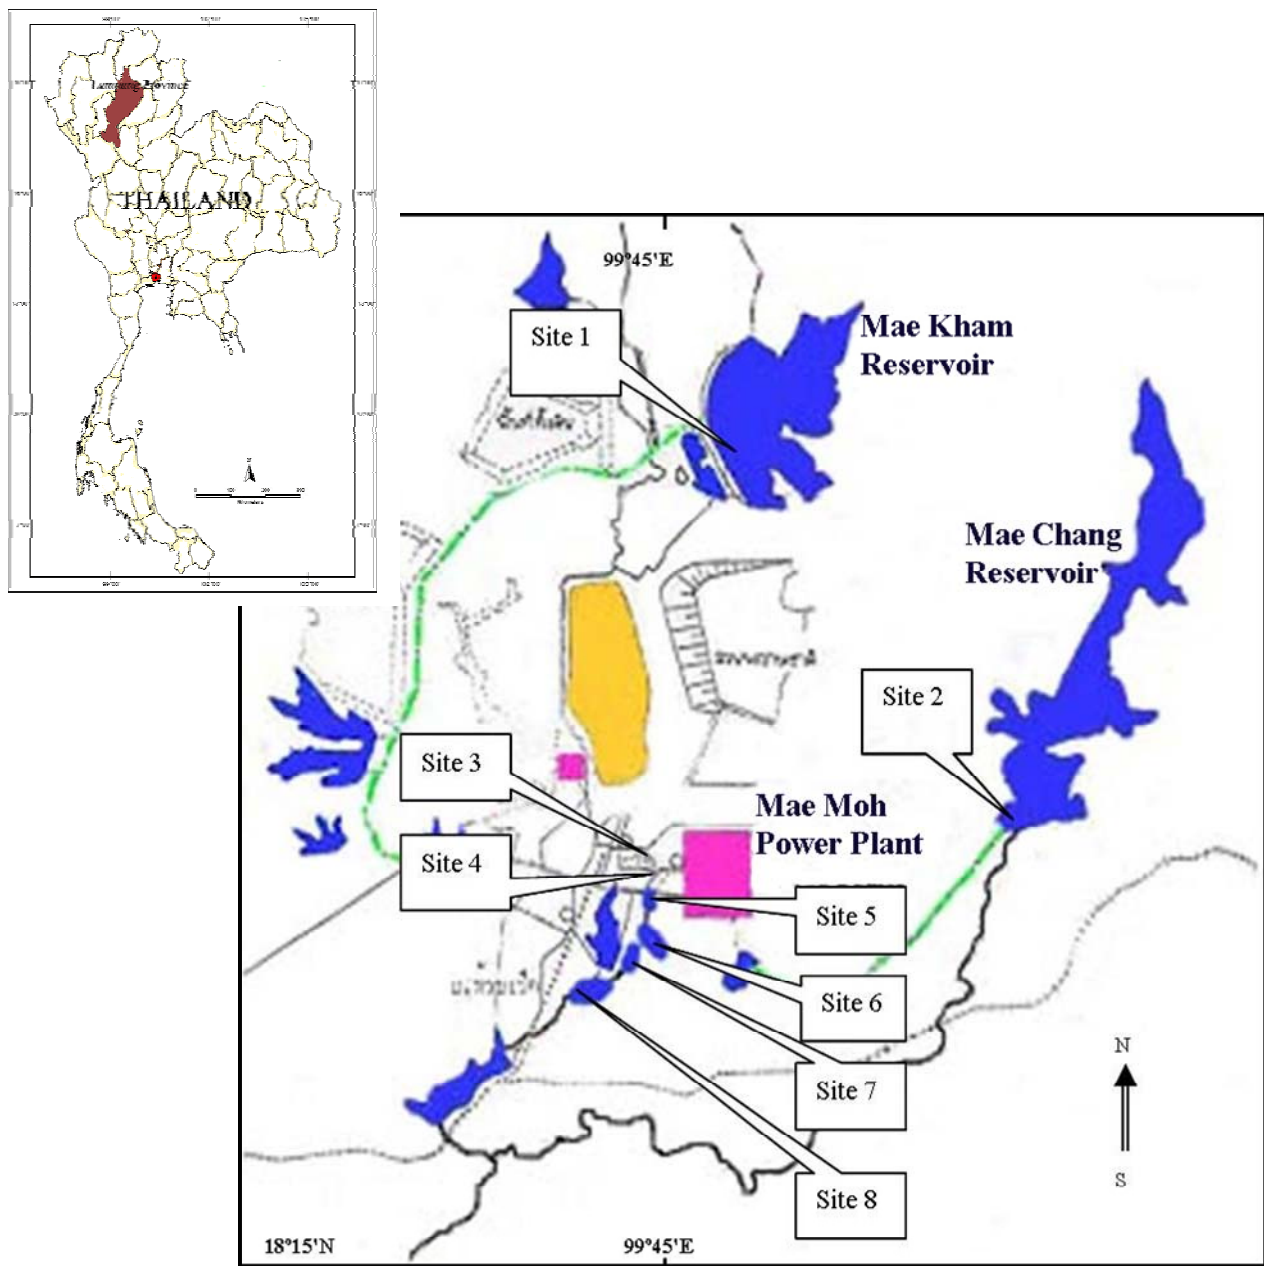 Lampang Province
THAILAND
99°45'E
Site 1
Mae Kham
Reservoir
Mae Chang
Reservoir
Site 2
Site 3
Mae Moh
Power Plant
Site 4
Site 5
Site 6
Site 7
Site 8
N
S
18°15'N
99°45'E